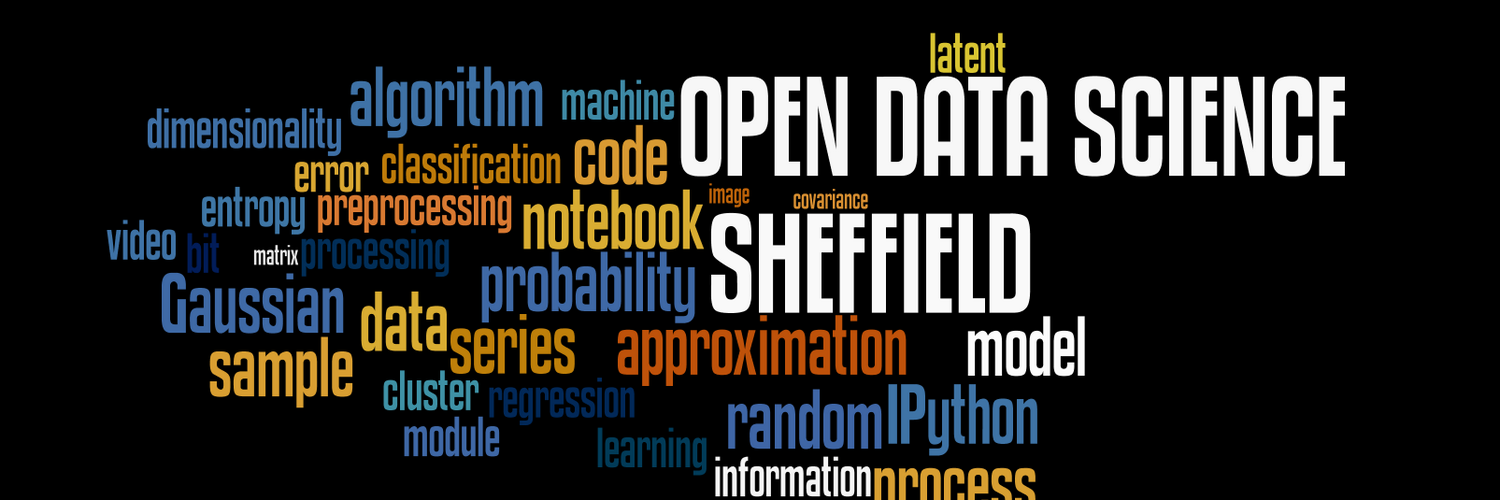 latent
algorithm machine OPEN DATA SCIENCE
dimensionality
error classification code
entropy preprocessing notebook image covariance
video bit matrix processing
probability SHEFFIELD
Gaussian data
sample series approximation model
cluster regression
random IPython
module learning
information process